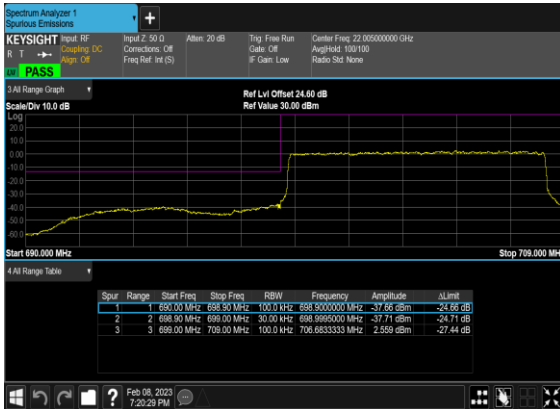 Spectrum Analyzer 1
Spurious Emissions
+
KEYSIGHT Input: RF Input Z: 50 Ω Atten: 20 dB Trig: Free Run Center Freq: 22.005000000 GHz
R T Coupling: DC Corrections: Off Gate: Off Avg|Hold: 100/100
Align: Off Freq Ref: Int (S) IF Gain: Low Radio Std: None
PASS
3 All Range Graph
Ref Lvl Offset 24.60 dB
Scale/Div 10.0 dB Ref Value 30.00 dBm
Log
20.0
10.0
0.00
-10.0
-20.0
-30.0
-40.0
-50.0
-60.0
Start 690.000 MHz Stop 709.000 MH
4 All Range Table
Spur Range Start Freq Stop Freq RBW Frequency Amplitude ΔLimit
1 1 690.00 MHz 698.90 MHz 100.0 kHz 698.9000000 MHz -37.66 dBm -24.66 dB
2 2 698.90 MHz 699.00 MHz 30.00 kHz 698.9995000 MHz -37.71 dBm -24.71 dB
3 3 699.00 MHz 709.00 MHz 100.0 kHz 706.6833333 MHz 2.559 dBm -27.44 dB
? Feb 08, 2023
7:20:29 PM